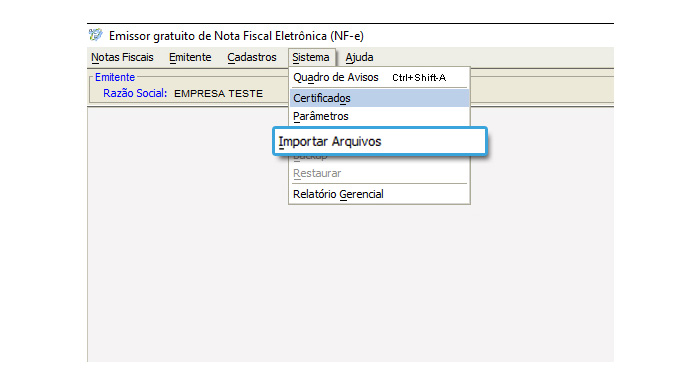 Emissor gratuito de Nota Fiscal Eletrônica (NF-e)
Notas Fiscais Emitente Cadastros Sistema Ajuda
Emitente
Razão Social: EMPRESA TESTE
Quadro de Avisos Ctrl+Shift-A
Certificados
Parâmetros
Importar Arquivos
Backup
Restaurar
Relatório Gerencial